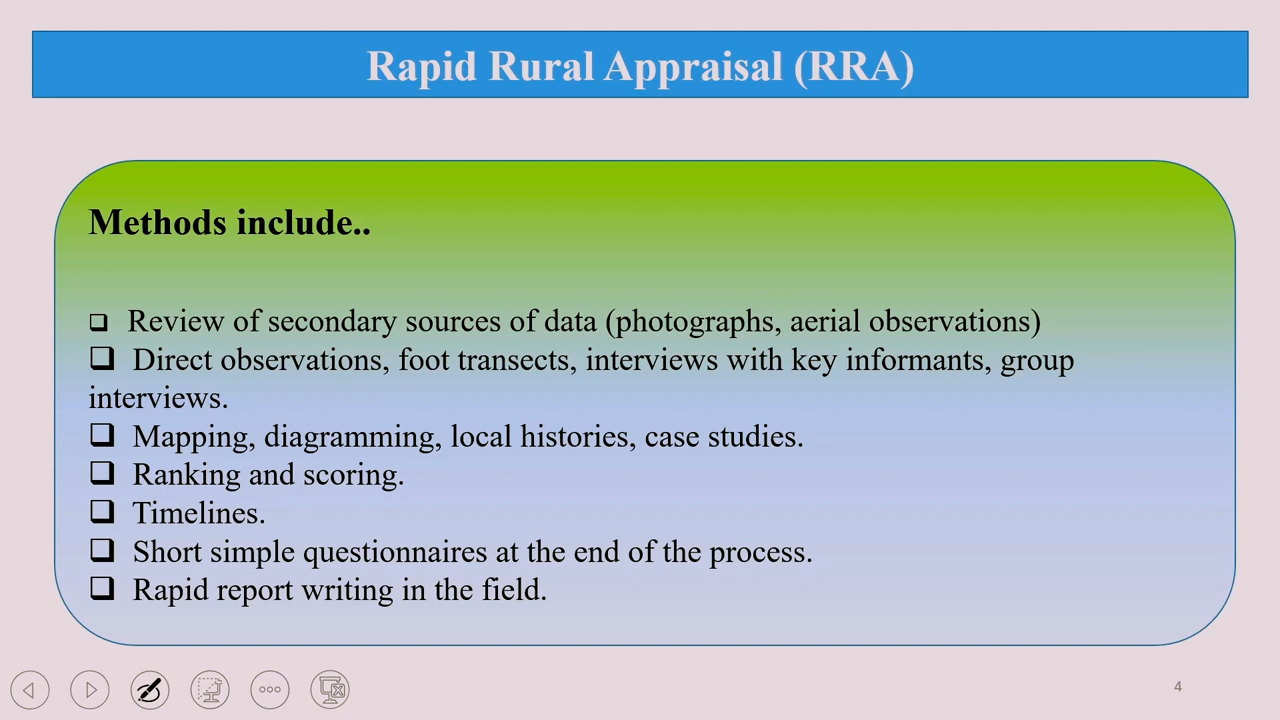 Rapid Rural Appraisal (RRA)
Methods include..
Review of secondary sources of data (photographs, aerial observations)
Direct observations, foot transects, interviews with key informants, group
interviews.
Mapping, diagramming, local histories, case studies.
Ranking and scoring.
Timelines.
Short simple questionnaires at the end of the process.
Rapid report writing in the field.
4